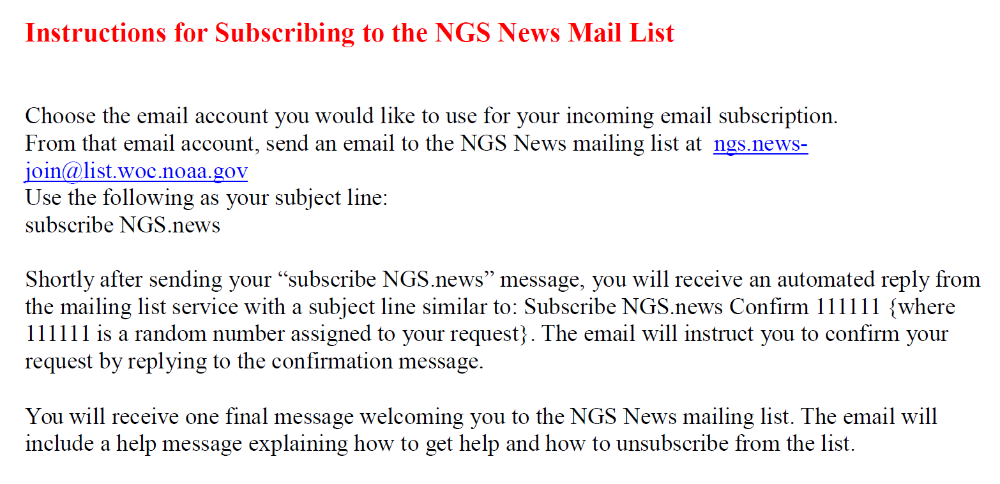 Instructions for Subscribing to the NGS News Mail List
Choose the email account you would like to use for your incoming email subscription.
From that email account, send an email to the NGS News mailing list at ngs.news-
join@list.woc.noaa.gov
Use the following as your subject line:
subscribe NGS.news
Shortly after sending your “subscribe NGS.news” message, you will receive an automated reply from
the mailing list service with a subject line similar to: Subscribe NGS.news Confirm 111111 {where
111111 is a random number assigned to your request}. The email will instruct you to confirm your
request by replying to the confirmation message.
You will receive one final message welcoming you to the NGS News mailing list. The email will
include a help message explaining how to get help and how to unsubscribe from the list.